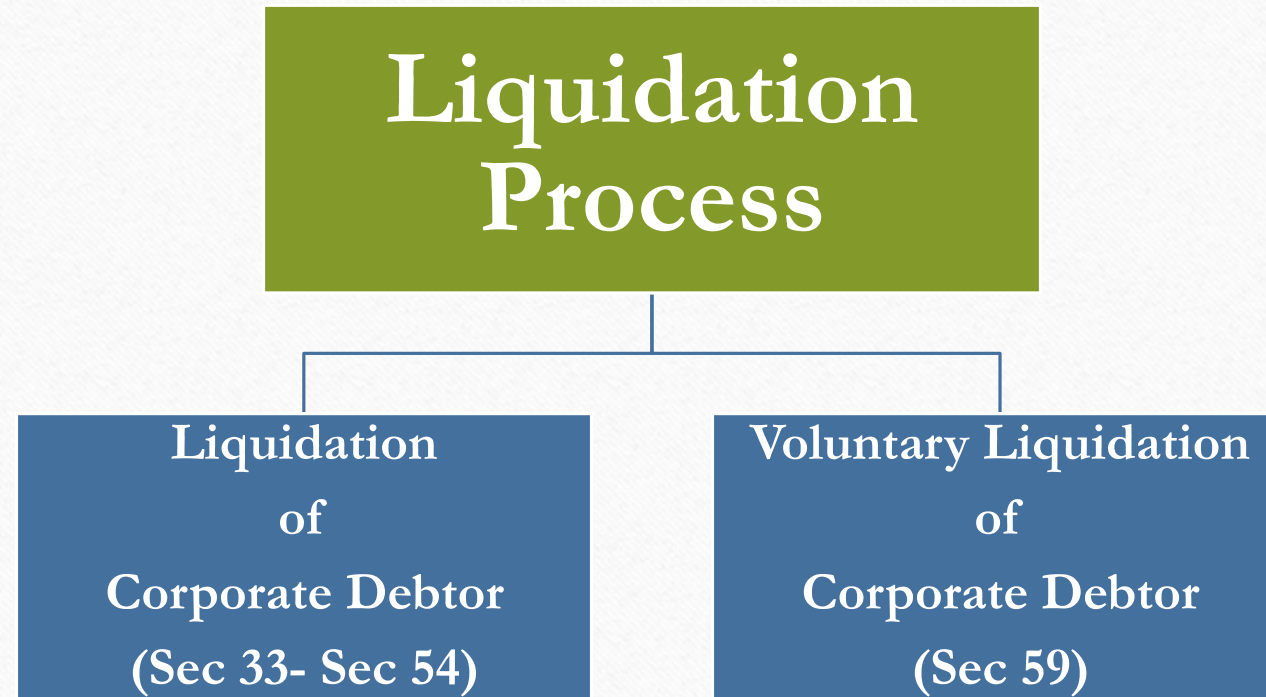 Liquidation
Process
Liquidation
of
Corporate Debtor
(Sec 33- Sec 54)
Voluntary Liquidation
of
Corporate Debtor
(Sec 59)